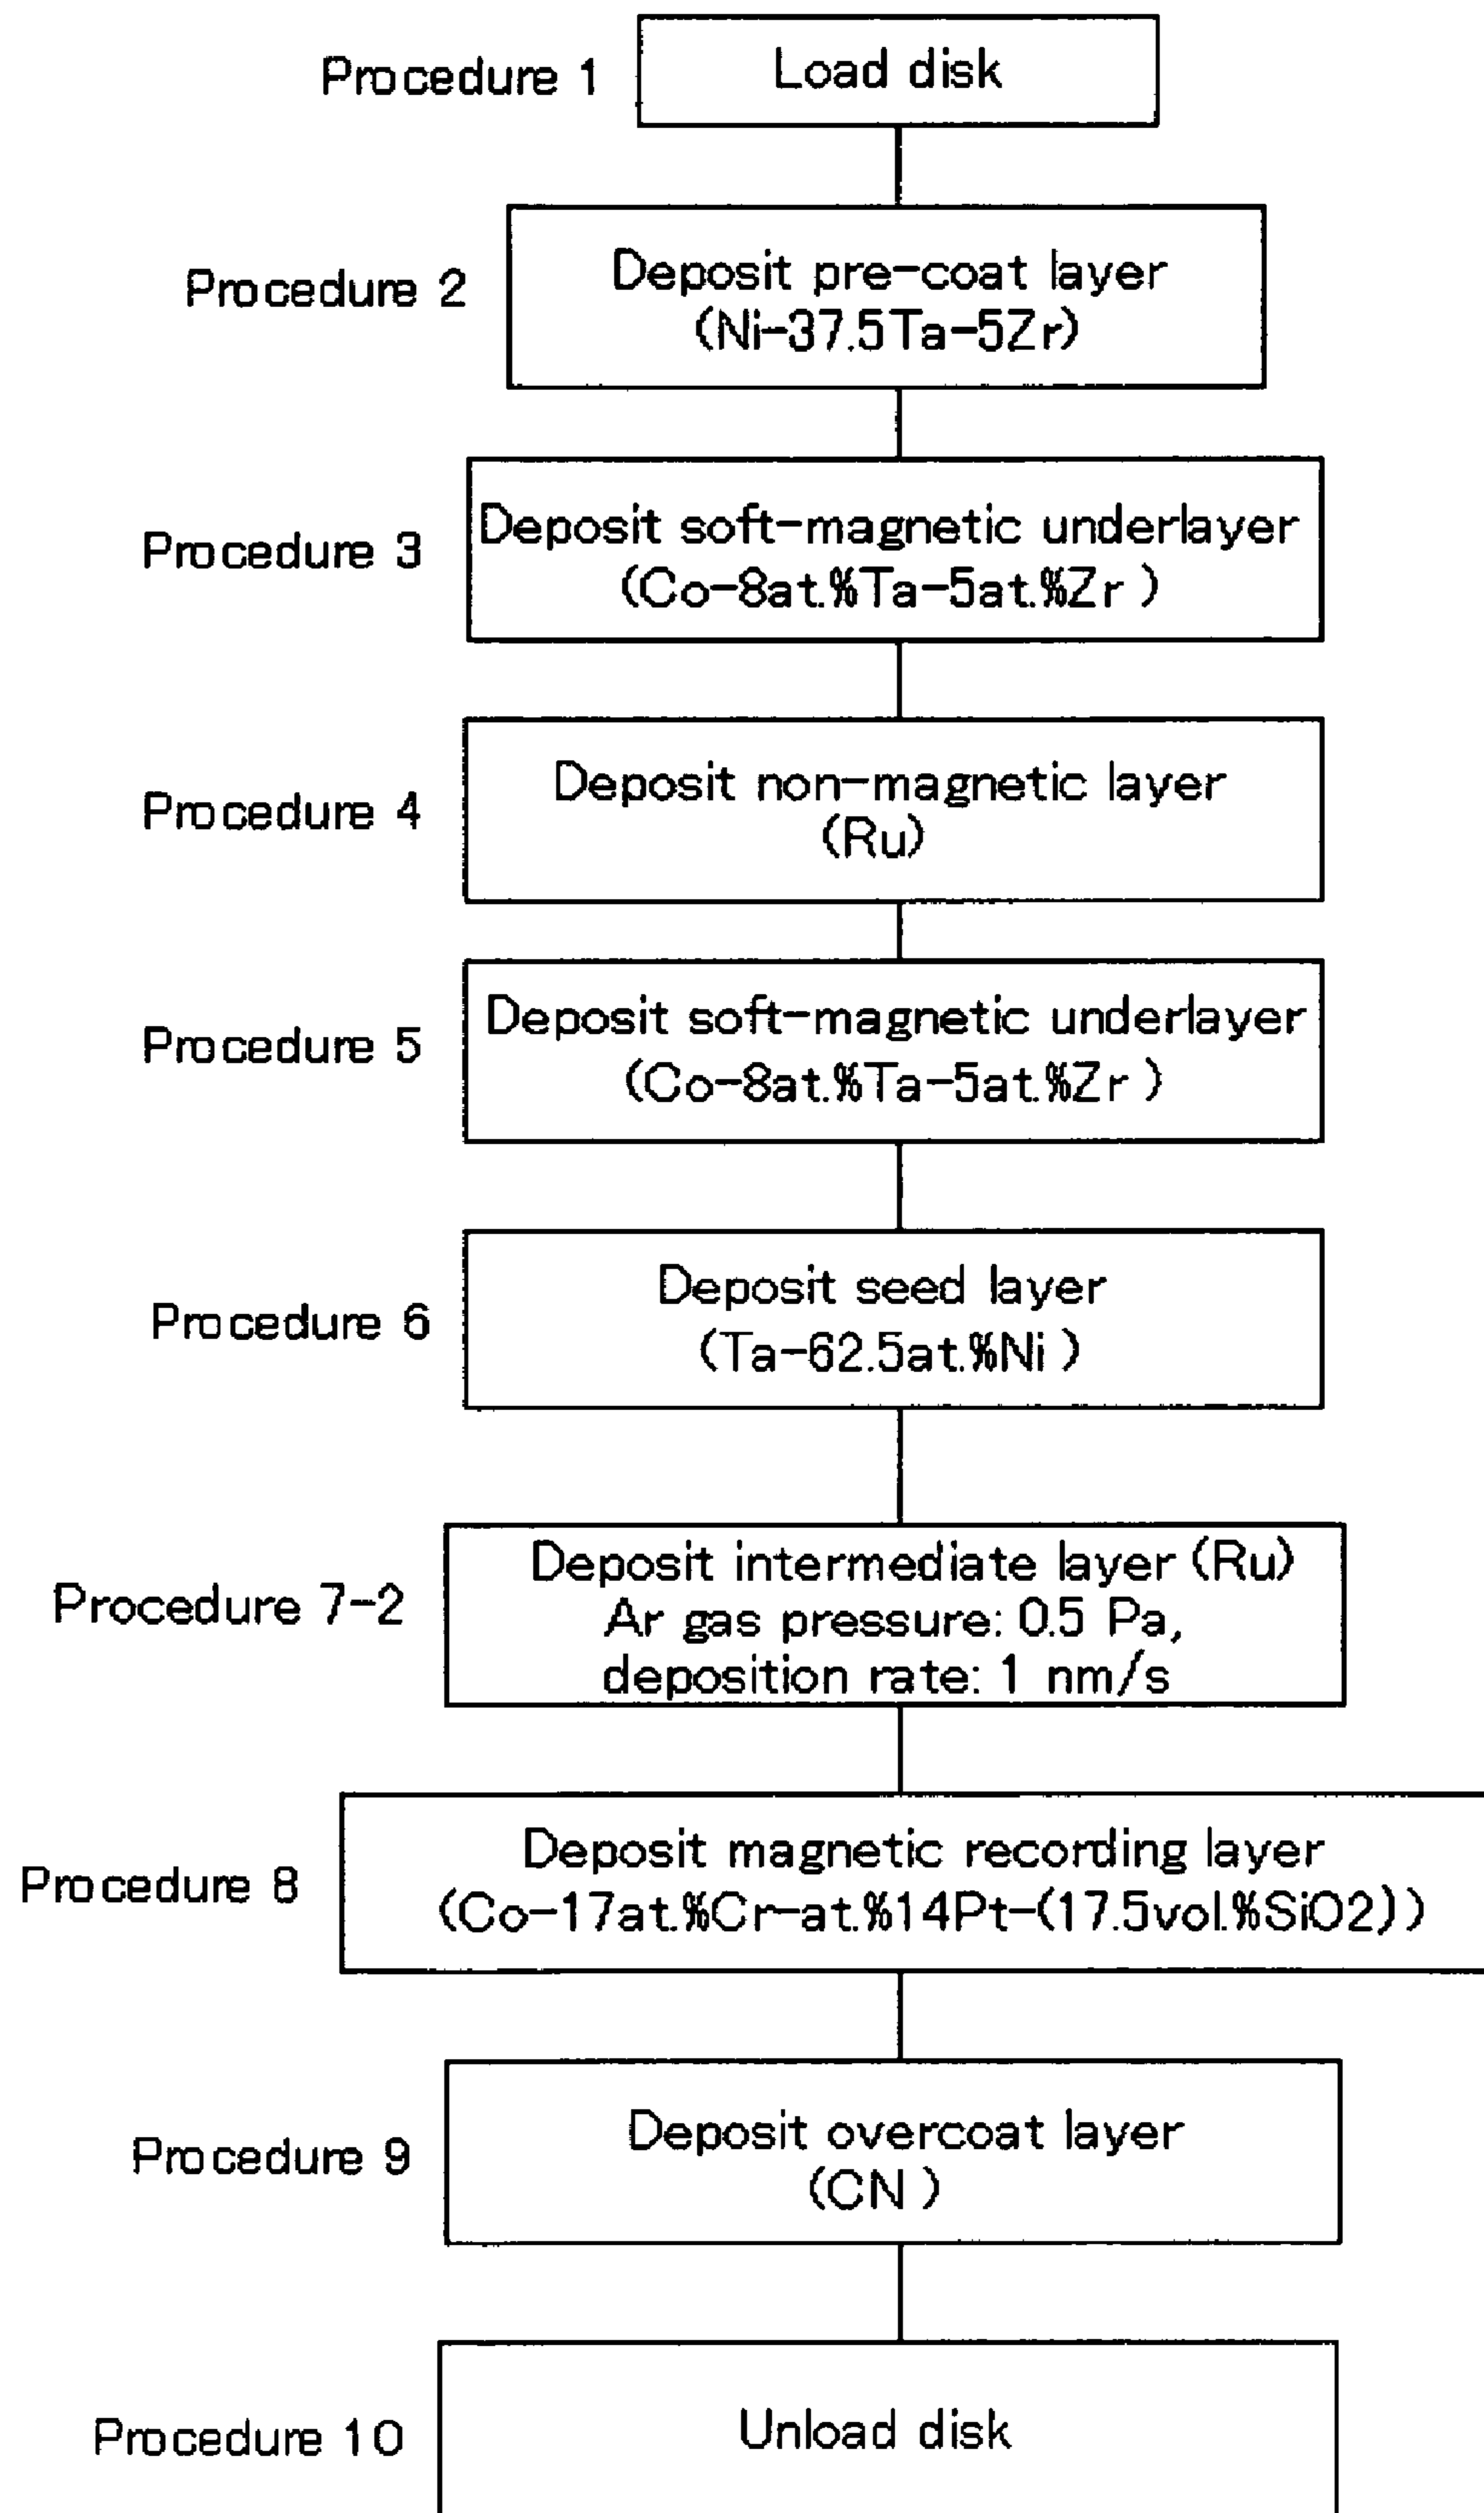 Procedure 1
Load disk
Procedure 2
Deposit pre-coat layer
(Ni-37.5Ta-5Zr)
Procedure 3
Deposit soft-magnetic underlayer
(Co-8at.%Ta-5at.%Zr )
Procedure 4
Deposit non-magnetic layer
(Ru)
Procedure 5
Deposit soft-magnetic underlayer
(Co-8at.%Ta-5at.%Zr )
Procedure 6
Deposit seed layer
(Ta-62.5at.%Ni )
Procedure 7-2
Deposit intermediate layer (Ru)
Ar gas pressure: 0.5 Pa,
deposition rate: 1 nm/s
Procedure 8
Deposit magnetic recording layer
(Co-17at.%Cr-at.%14Pt-(17.5vol.%SiO2))
Procedure 9
Deposit overcoat layer
(CN )
Procedure 10
Unload disk